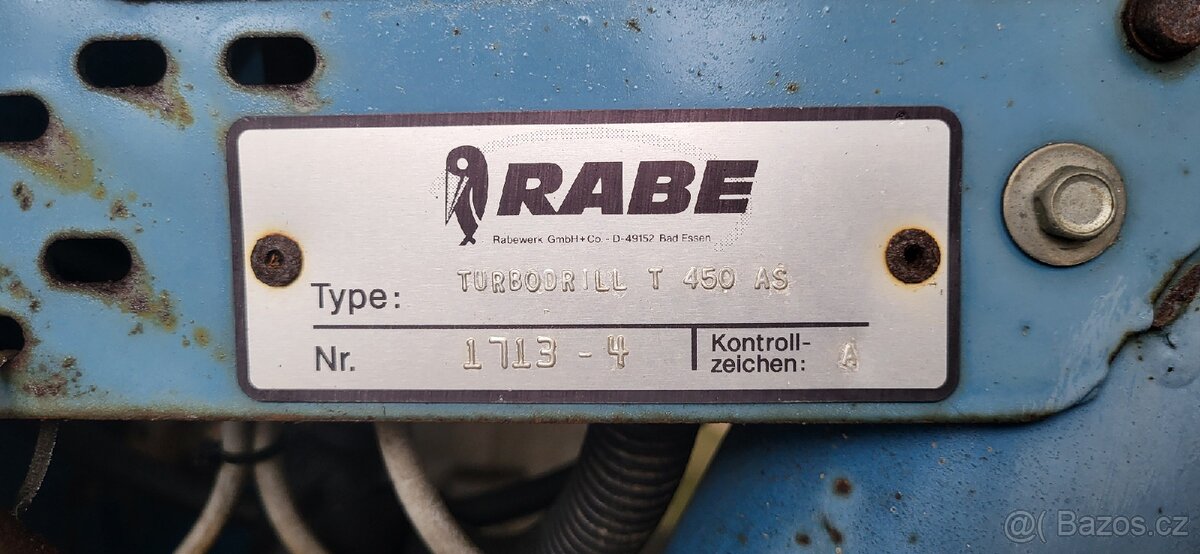 RABE
Rabewerk GmbH+Co. - D-49152 Bad Essen
Type: TURBODRILL T 450 AS
Nr. 1713-4
Kontroll-
zeichen: A
@( Bazos.cz